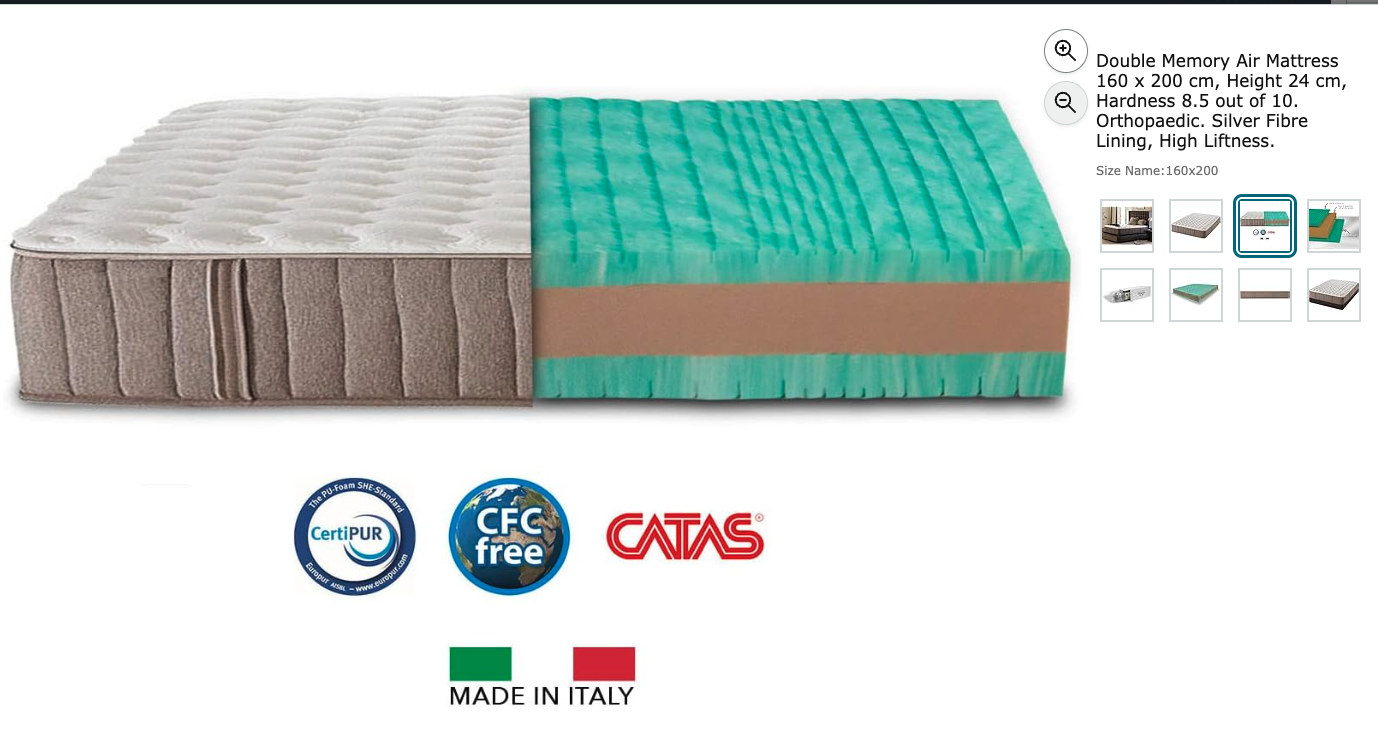 Double Memory Air Mattress
160 x 200 cm, Height 24 cm,
Hardness 8.5 out of 10.
Orthopaedic. Silver Fibre
Lining, High Liftness.
Size Name:160x200
The PU-Foam SHE-Standard
CertiPUR
Europur AISBL – www.europur.com
CFC
free
CATAS®
MADE IN ITALY